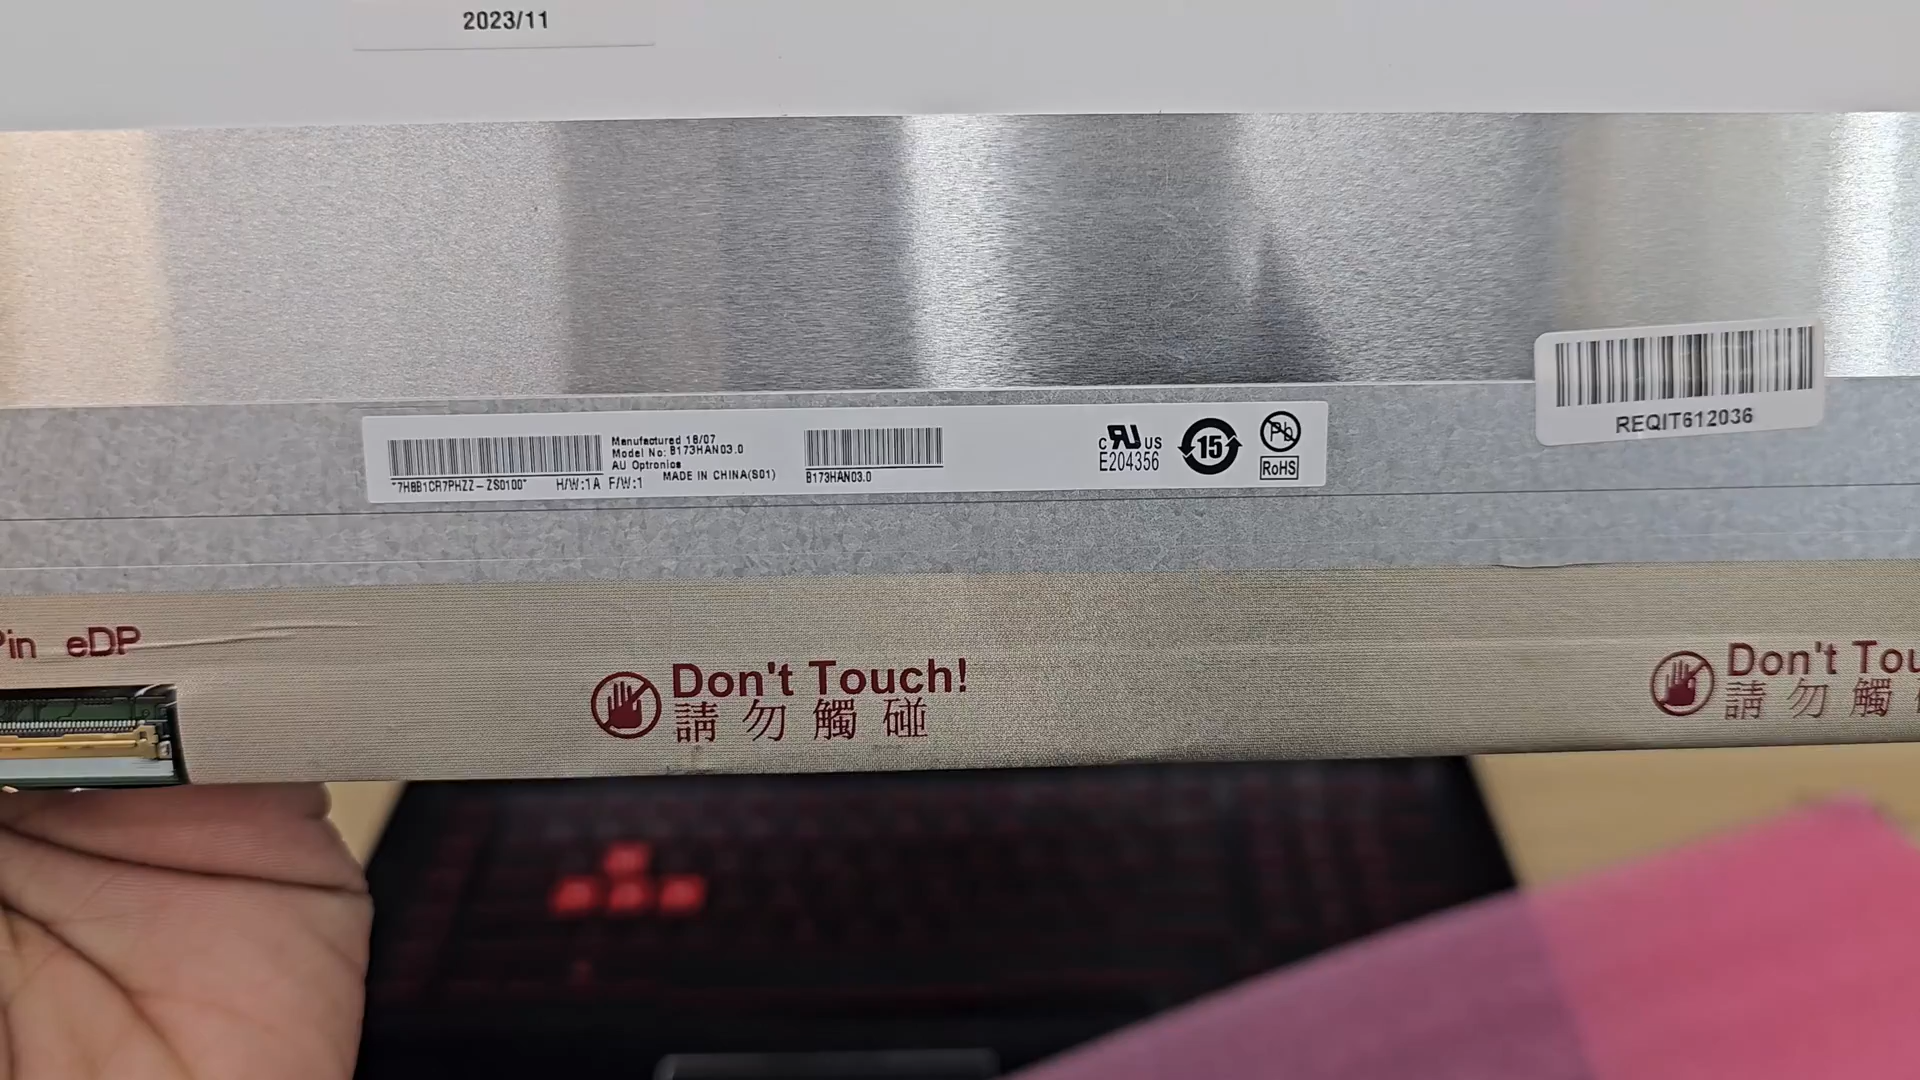 2023/11
Manufactured 18/07
Model No: B173HAN03.0
AU Optronics
MADE IN CHINA(S01)
"7H8B1CR7PHZZ-ZS0100" H/W:1A F/W:1
B173HAN03.0
c RU US
E204356
15
Pb
RoHS
REQIT612036
Pin eDP
Don't Touch!
請勿觸碰
Don't Tou
請勿觸